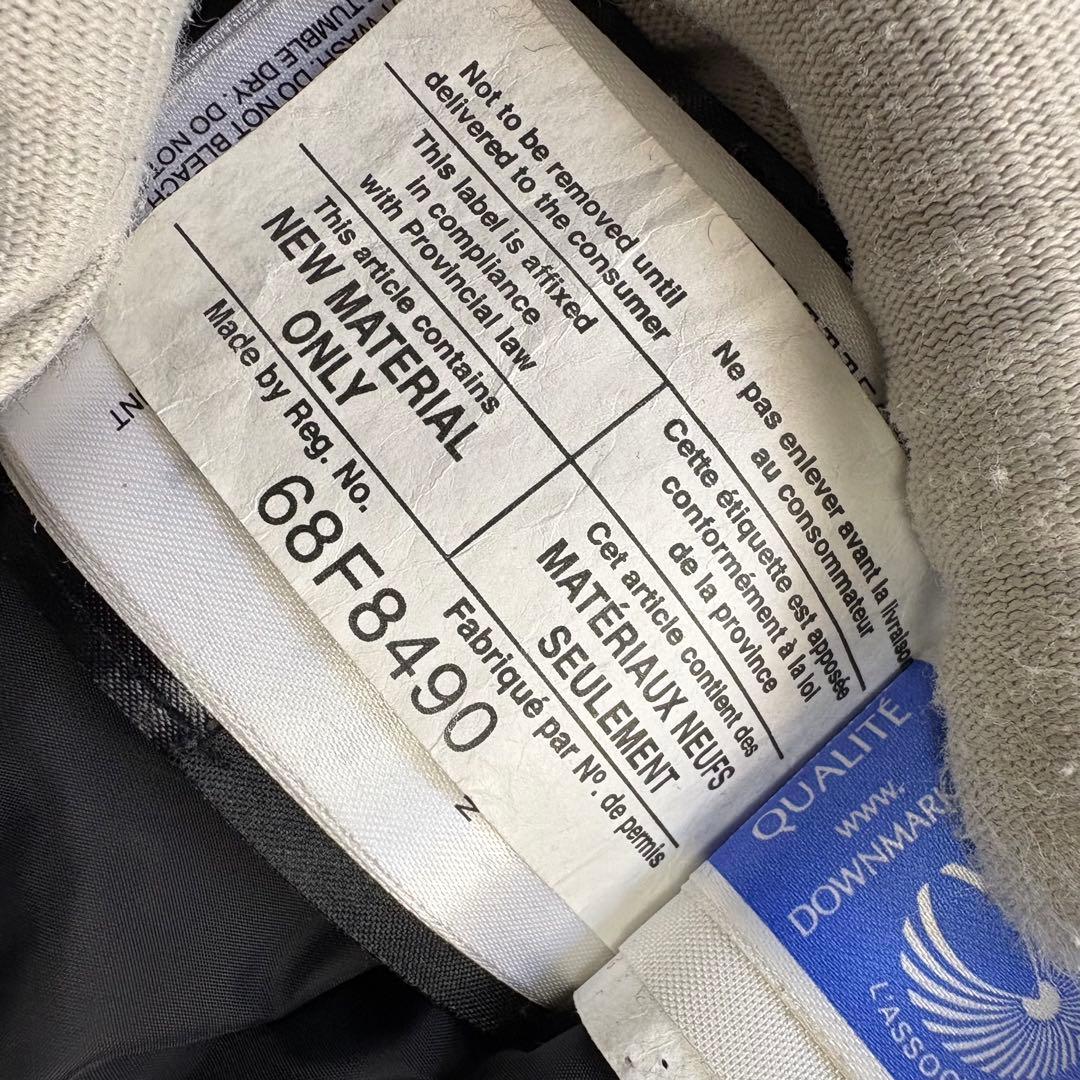 WASH. DO NOT BLEACH
TUMBLE DRY. DO NOT
Not to be removed until
delivered to the consumer
This label is affixed
in compliance
with Provincial law
This article contains
NEW MATERIAL
ONLY
Made by Reg. No.
68F8490
Ne pas enlever avant la livraison
au consommateur
Cette étiquette est apposée
conformément à la loi
de la province
Cet article contient des
MATÉRIAUX NEUFS
SEULEMENT
Fabriqué par Nº. de permis
QUALITÉ
www.
DOWNMARK
L'ASSOC